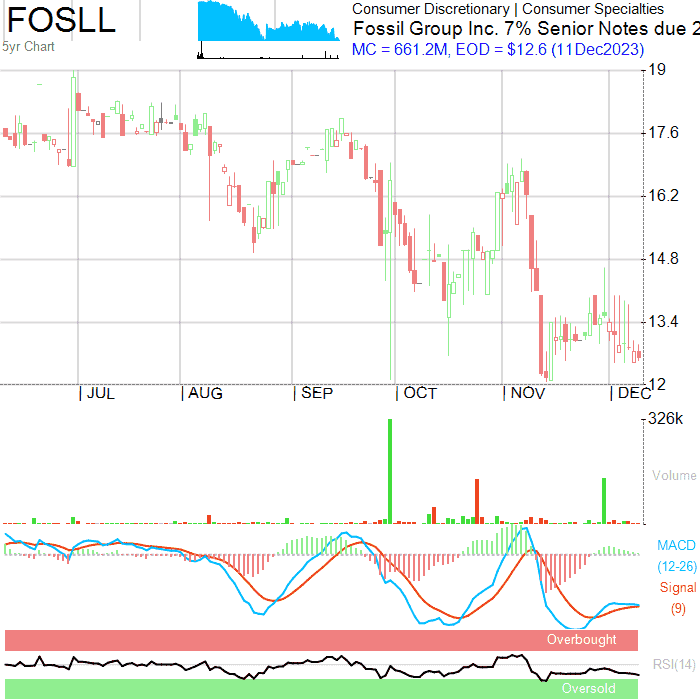 FOSLL
5yr Chart
Consumer Discretionary | Consumer Specialties
Fossil Group Inc. 7% Senior Notes due 2
MC = 661.2M, EOD = $12.6 (11Dec2023)
19
17.6
16.2
14.8
13.4
12
JUL
AUG
SEP
OCT
NOV
DEC
326k
Volume
MACD
(12-26)
Signal
(9)
Overbought
RSI(14)
Oversold